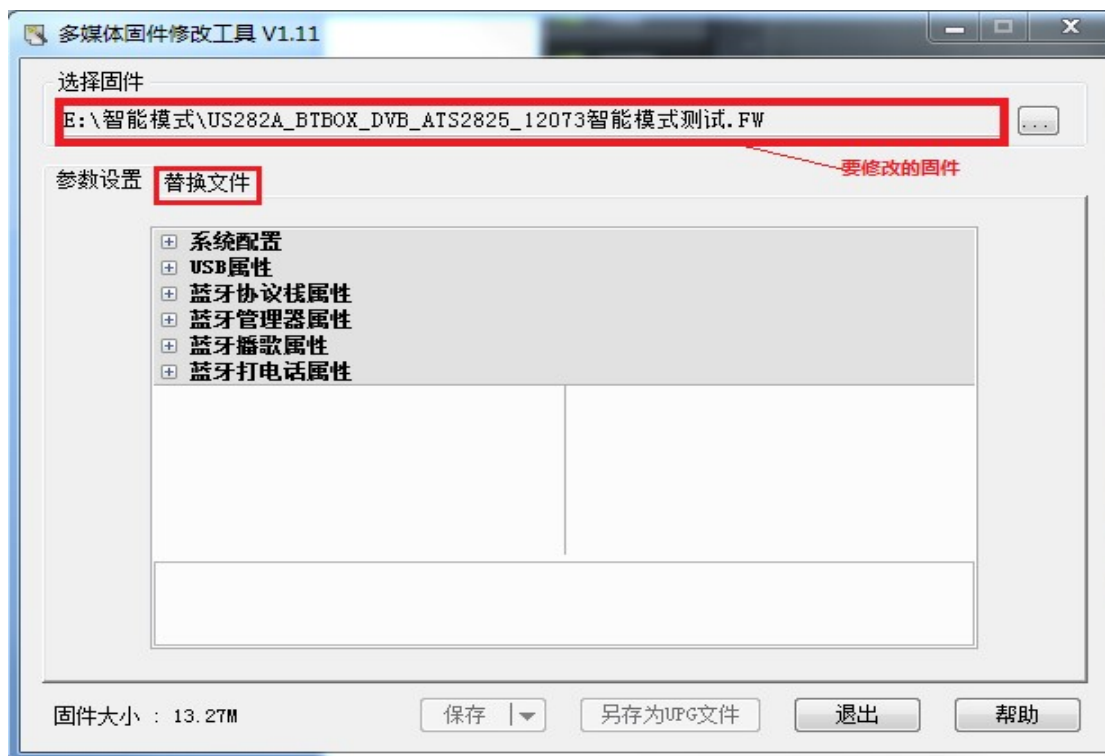 多媒体固件修改工具 V1.11
选择固件
E:\智能模式\US282A_BTBOX_DVB_ATS2825_12073智能模式测试.FW
...
要修改的固件
参数设置 替换文件
系统配置
USB属性
蓝牙协议栈属性
蓝牙管理器属性
蓝牙播歌属性
蓝牙打电话属性
固件大小 : 13.27M 保存 另存为UPG文件 退出 帮助